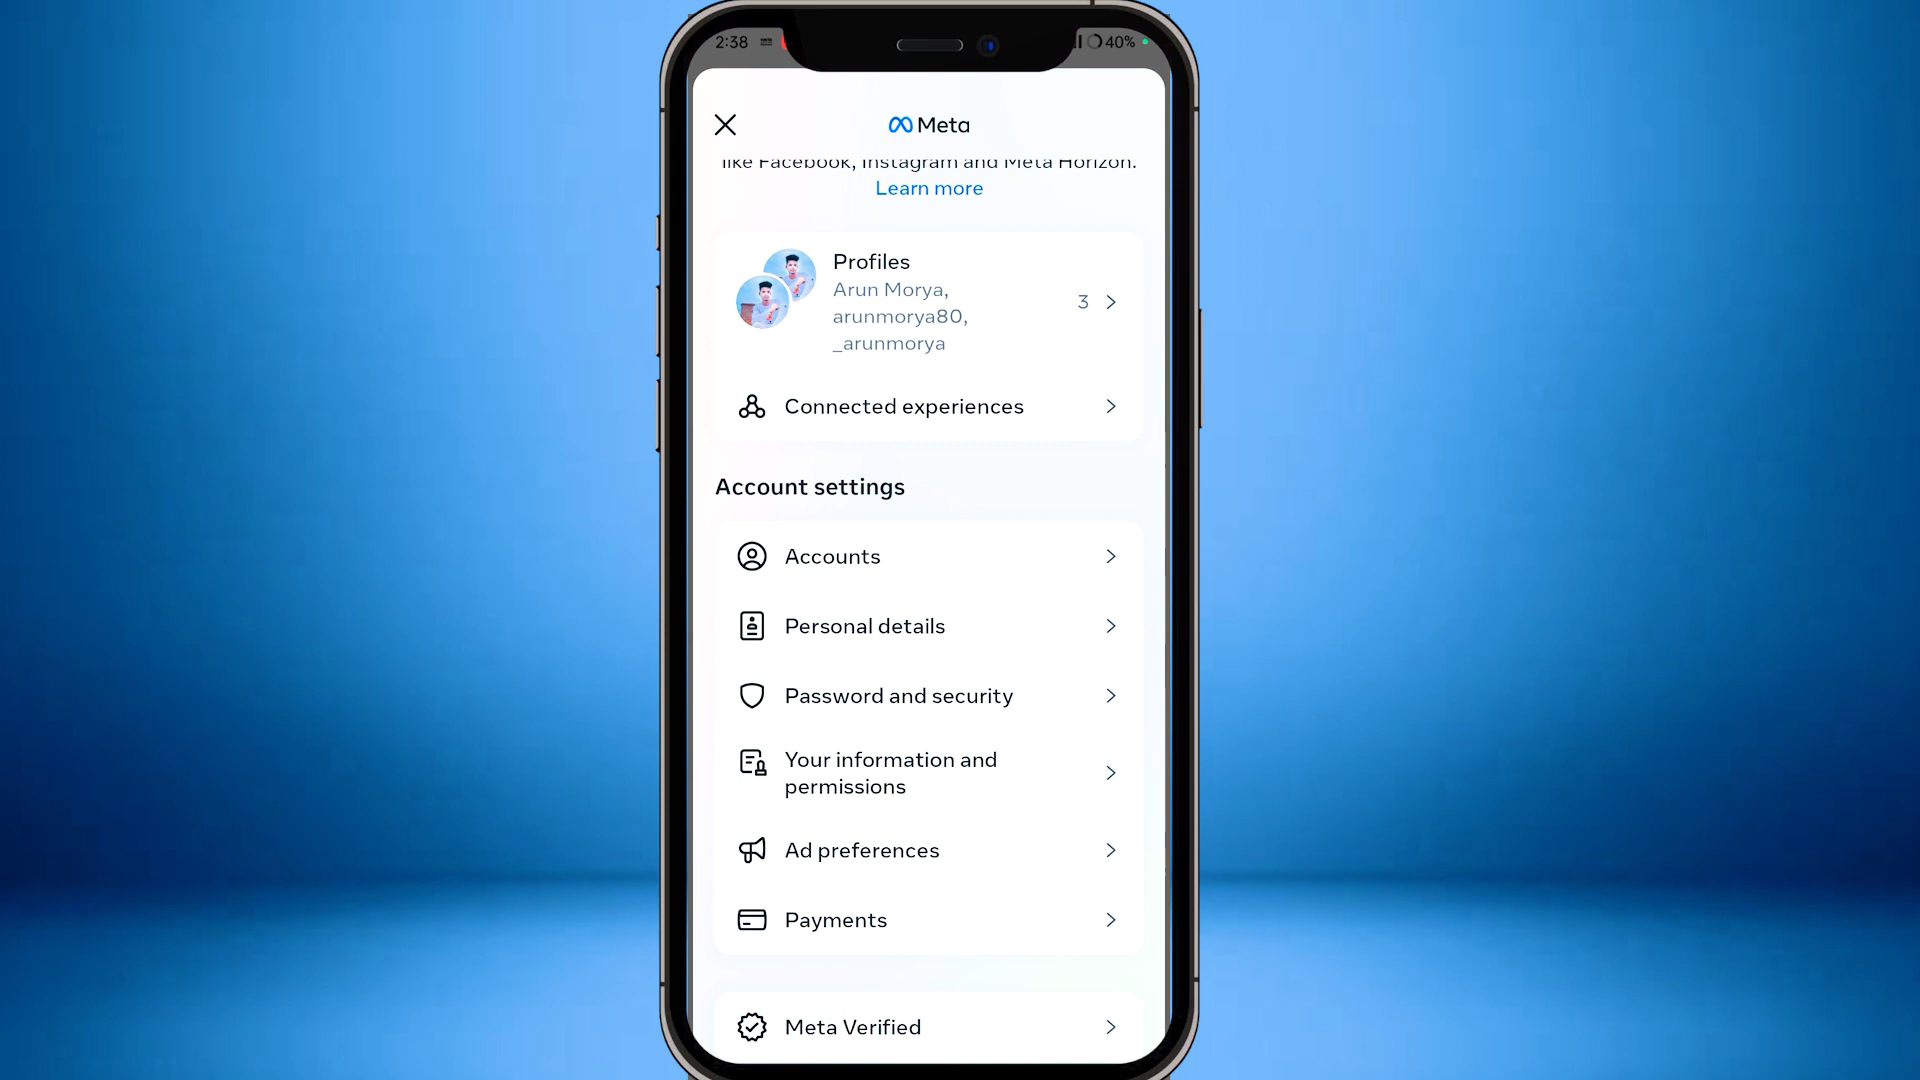 2:38
40%
Meta
like Facebook, Instagram and Meta Horizon.
Learn more
Profiles
Arun Morya,
arunmorya80,
_arunmorya
3
Connected experiences
Account settings
Accounts
Personal details
Password and security
Your information and
permissions
Ad preferences
Payments
Meta Verified